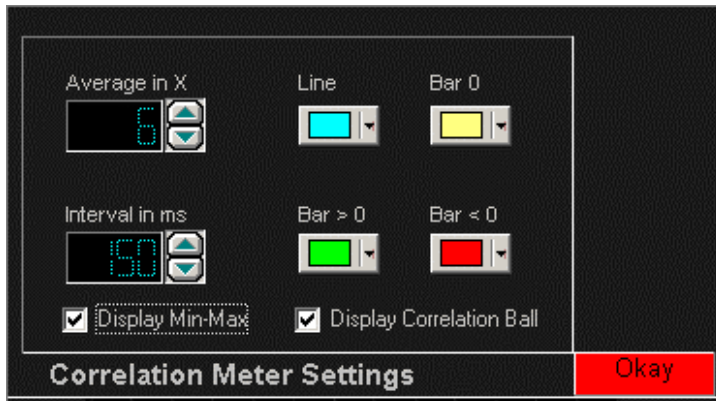 Average in X Line Bar 0
6
Interval in ms Bar > 0 Bar < 0
150
Display Min-Max Display Correlation Ball
Correlation Meter Settings Okay